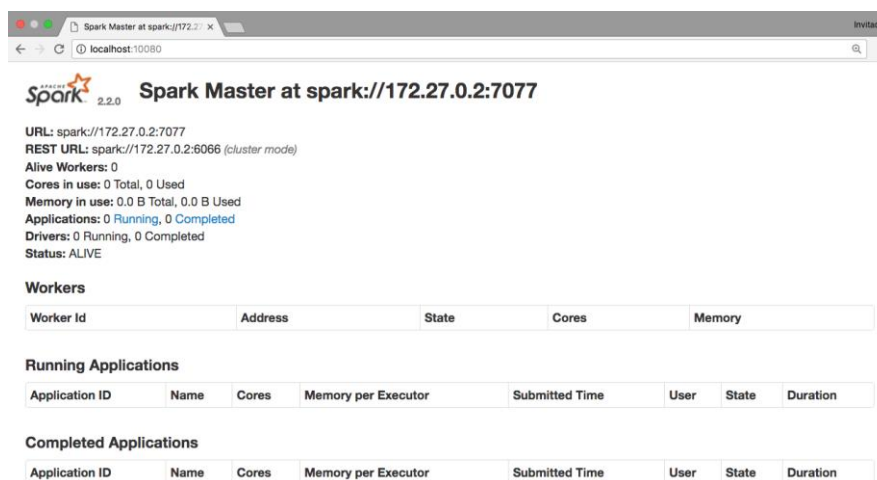 Spark Master at spark://172.27
Invitad
localhost:10080
APACHE
Spark 2.2.0 Spark Master at spark://172.27.0.2:7077
URL: spark://172.27.0.2:7077
REST URL: spark://172.27.0.2:6066 (cluster mode)
Alive Workers: 0
Cores in use: 0 Total, 0 Used
Memory in use: 0.0 B Total, 0.0 B Used
Applications: 0 Running, 0 Completed
Drivers: 0 Running, 0 Completed
Status: ALIVE
Workers
Worker Id Address State Cores Memory
Running Applications
Application ID Name Cores Memory per Executor Submitted Time User State Duration
Completed Applications
Application ID Name Cores Memory per Executor Submitted Time User State Duration